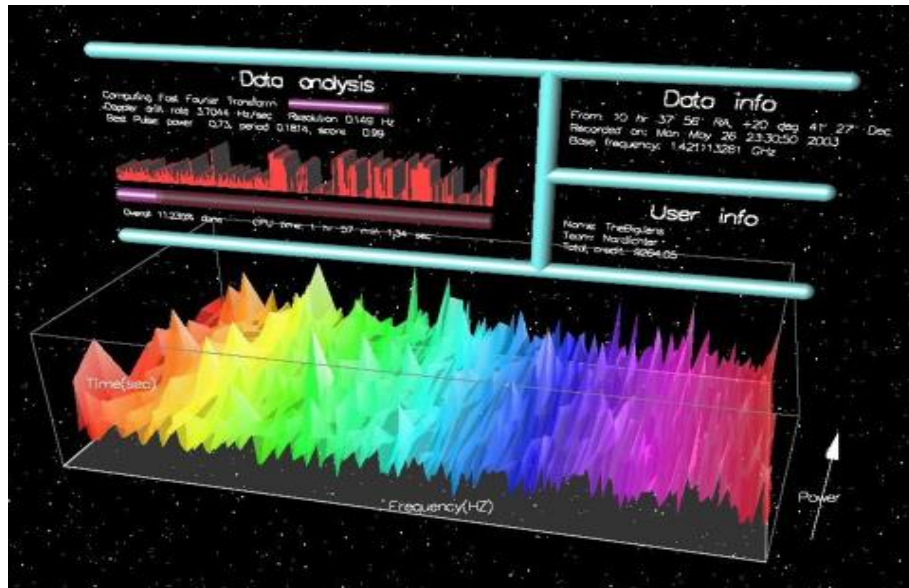 Data analysis
Computing Fast Fourier Transform
Doppler drift rate 3.7044 Hz/sec Resolution 0.149 Hz
Best Pulse power 0.73, period 0.1814, score 0.99
Overall 11.230% done CPU time: 1 hr 57 min 1.34 sec
Data info
From: 10 hr 37' 56" RA, +20 deg 41' 27" Dec
Recorded on: Mon May 26 23:30:50 2003
Base frequency: 1.421113281 GHz
User info
Name:
Team: Nordlichter
Total credit:
Time(sec)
Frequency(HZ)
Power